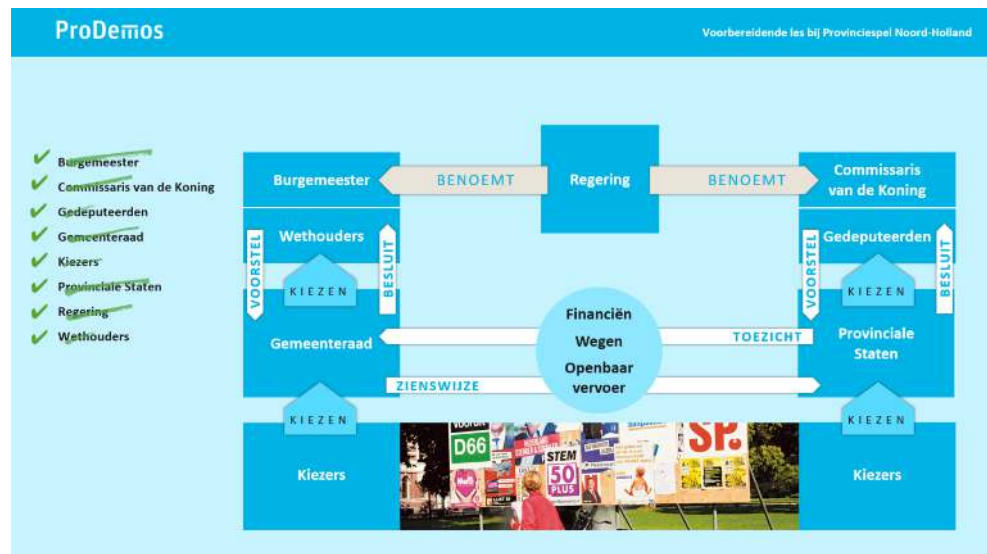 ProDemos
Voorbereidende les bij Provinciespel Noord-Holland
Burgemeester
Commissaris van de Koning
Gedeputeerden
Gemeenteraad
Kiezers
Provinciale Staten
Regering
Wethouders
Burgemeester
BENOEMT
Regering
BENOEMT
Commissaris
van de Koning
Wethouders
VOORSTEL
BESLUIT
KIEZEN
Gemeenteraad
Gedeputeerden
VOORSTEL
BESLUIT
KIEZEN
Provinciale
Staten
Financiën
Wegen
Openbaar
vervoer
TOEZICHT
ZIENSWIJZE
KIEZEN
KIEZEN
Kiezers
D66
STEM
50
PLUS
SP.
Kiezers